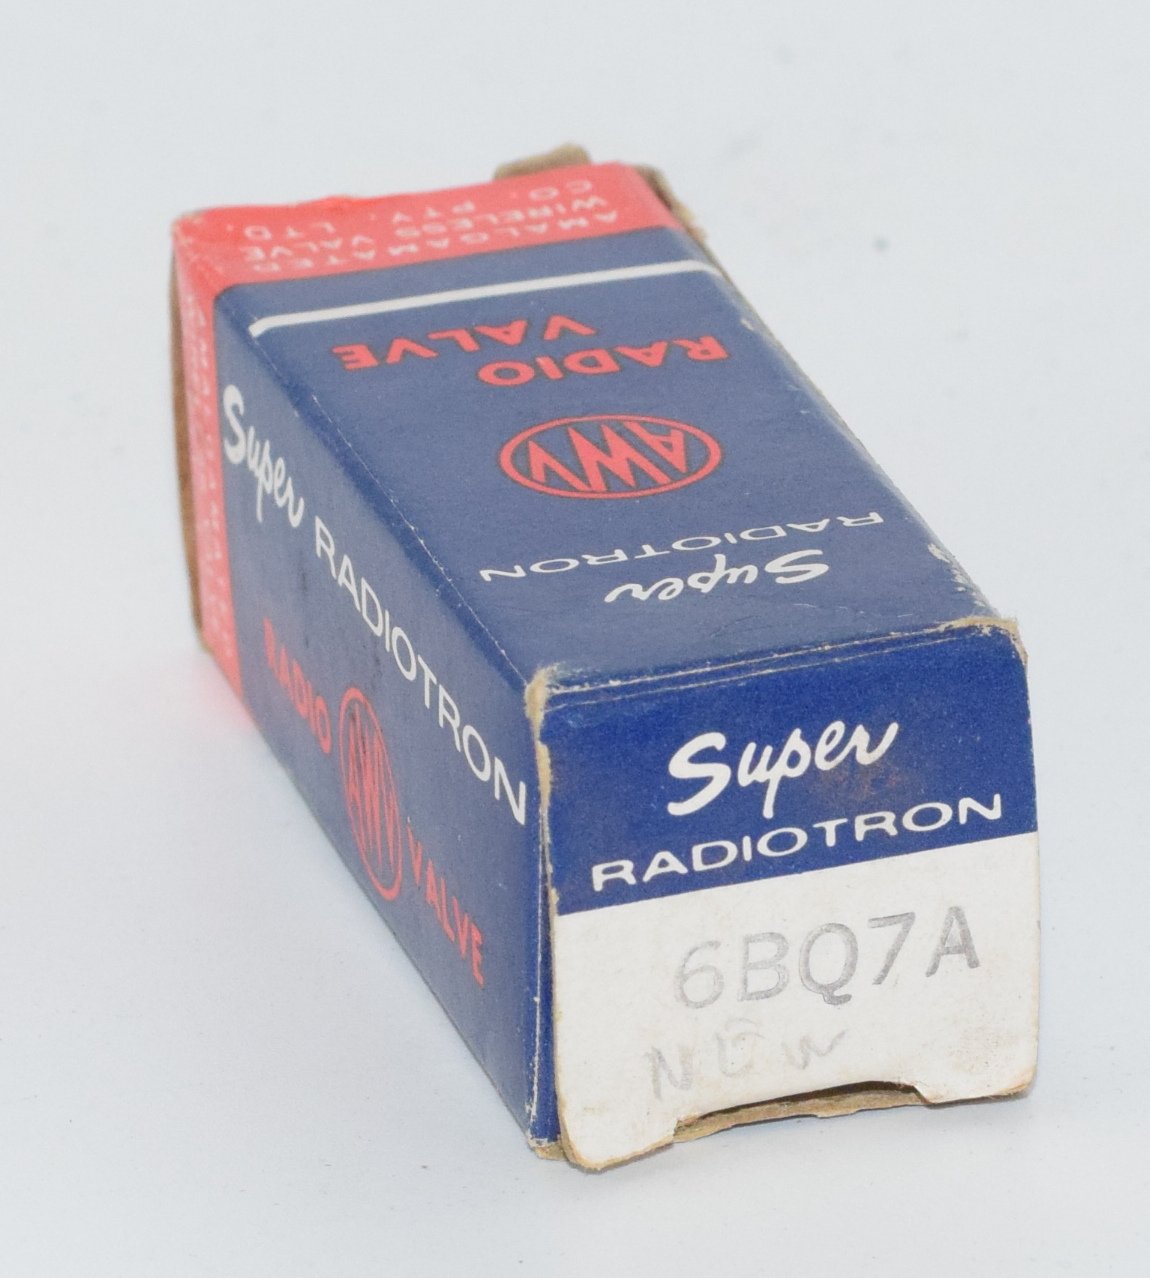 AMALGAMATED
WIRELESS VALVE
CO. PTY. LTD.
RADIO
VALVE
AWV
Super
RADIOTRON
Super RADIOTRON
RADIO
AWV
VALVE
Super
RADIOTRON
6BQ7A
NEW